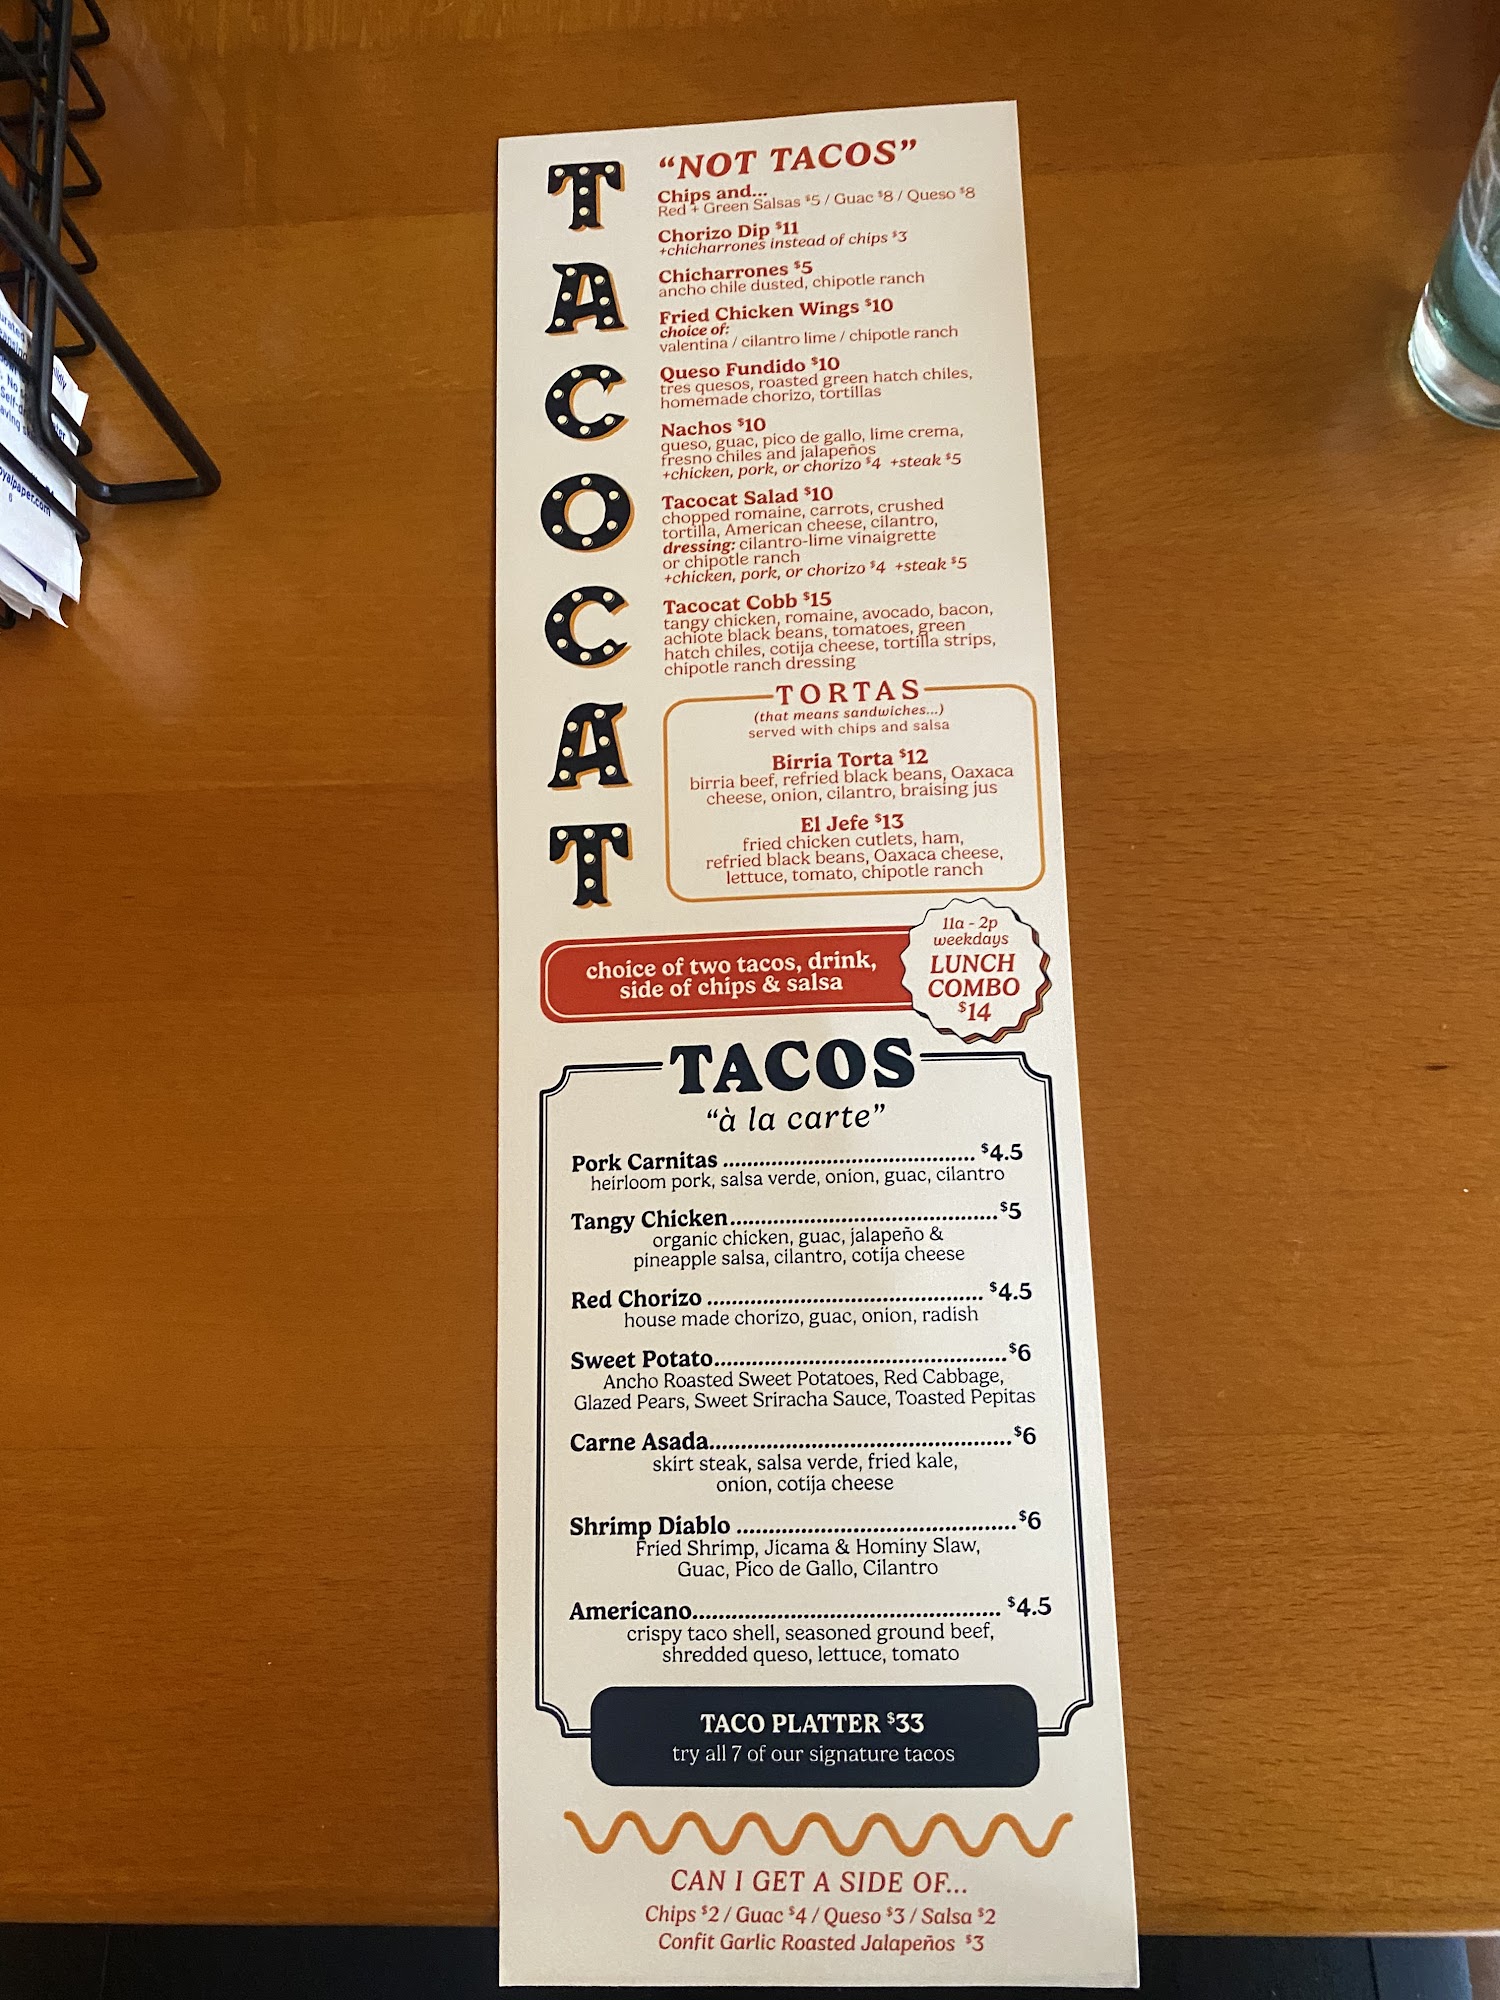 TACOCAT
“NOT TACOS”
Chips and...
Red + Green Salsas $5 / Guac $8 / Queso $8
Chorizo Dip $11
+chicharrones instead of chips $3
Chicharrones $5
ancho chile dusted, chipotle ranch
Fried Chicken Wings $10
choice of:
valentina / cilantro lime / chipotle ranch
Queso Fundido $10
tres quesos, roasted green hatch chiles,
homemade chorizo, tortillas
Nachos $10
queso, guac, pico de gallo, lime crema,
fresno chiles and jalapeños
+chicken, pork, or chorizo $4 +steak $5
Tacocat Salad $10
chopped romaine, carrots, crushed
tortilla, American cheese, cilantro,
dressing: cilantro-lime vinaigrette
or chipotle ranch
+chicken, pork, or chorizo $4 +steak $5
Tacocat Cobb $15
tangy chicken, romaine, avocado, bacon,
achiote black beans, tomatoes, green
hatch chiles, cotija cheese, tortilla strips,
chipotle ranch dressing
TORTAS
(that means sandwiches...)
served with chips and salsa
Birria Torta $12
birria beef, refried black beans, Oaxaca
cheese, onion, cilantro, braising jus
El Jefe $13
fried chicken cutlets, ham,
refried black beans, Oaxaca cheese,
lettuce, tomato, chipotle ranch
choice of two tacos, drink,
side of chips & salsa
11a - 2p
weekdays
LUNCH
COMBO
$14
TACOS
“à la carte”
Pork Carnitas ........................................ $4.5
heirloom pork, salsa verde, onion, guac, cilantro
Tangy Chicken........................................... $5
organic chicken, guac, jalapeño &
pineapple salsa, cilantro, cotija cheese
Red Chorizo ............................................ $4.5
house made chorizo, guac, onion, radish
Sweet Potato............................................... $6
Ancho Roasted Sweet Potatoes, Red Cabbage,
Glazed Pears, Sweet Sriracha Sauce, Toasted Pepitas
Carne Asada................................................ $6
skirt steak, salsa verde, fried kale,
onion, cotija cheese
Shrimp Diablo ............................................. $6
Fried Shrimp, Jicama & Hominy Slaw,
Guac, Pico de Gallo, Cilantro
Americano................................................. $4.5
crispy taco shell, seasoned ground beef,
shredded queso, lettuce, tomato
TACO PLATTER $33
try all 7 of our signature tacos
CAN I GET A SIDE OF...
Chips $2 / Guac $4 / Queso $3 / Salsa $2
Confit Garlic Roasted Jalapeños $3